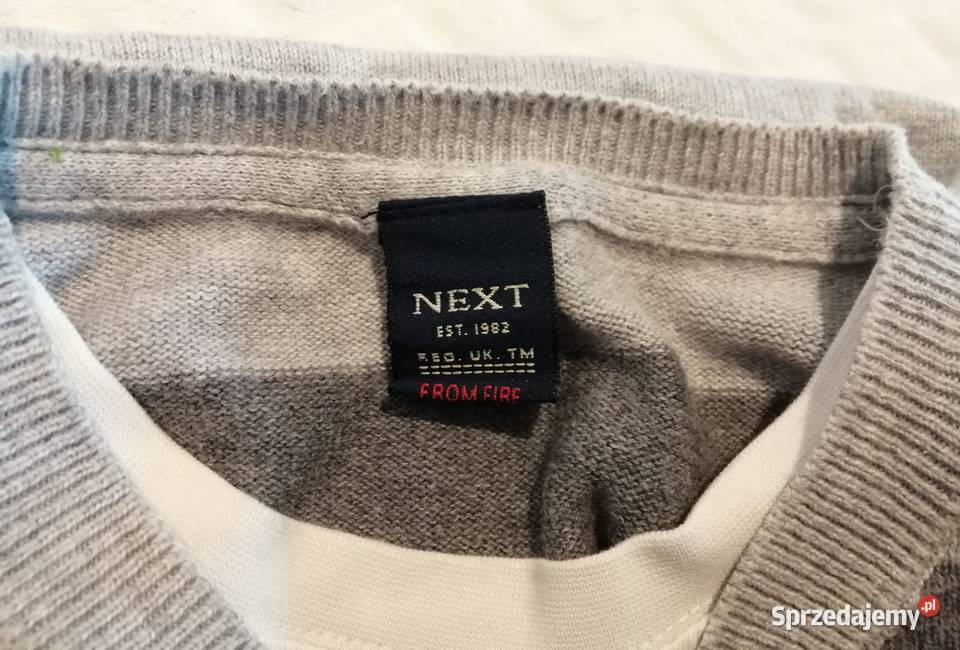 NEXT
EST. 1982
REG. UK. TM
FROM FIRE
Sprzedajemy.pl